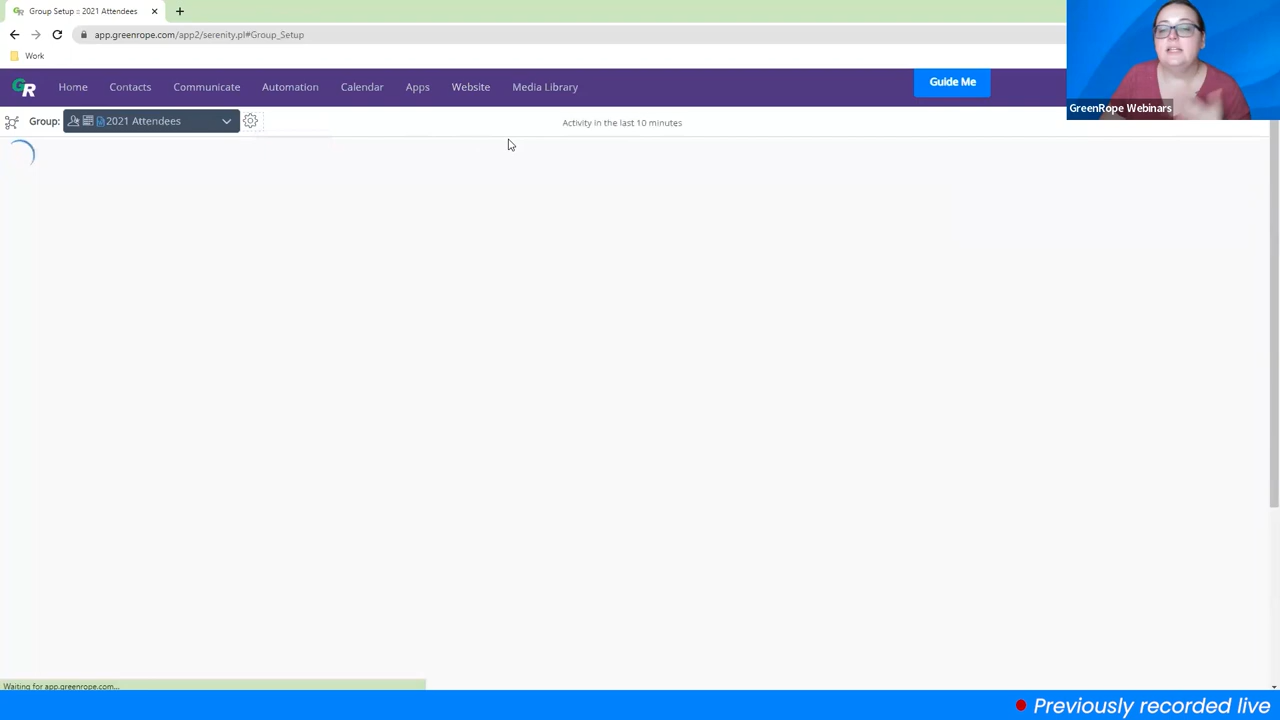 Group Setup :: 2021 Attendees
app.greenrope.com/app2/serenity.pl#Group_Setup
Work
GR
Home
Contacts
Communicate
Automation
Calendar
Apps
Website
Media Library
Guide Me
GreenRope Webinars
Group:
2021 Attendees
Activity in the last 10 minutes
Waiting for app.greenrope.com...
Previously recorded live